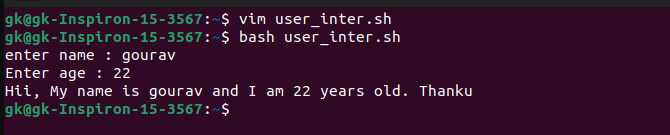 gk@gk-Inspiron-15-3567:~$ vim user_inter.sh
gk@gk-Inspiron-15-3567:~$ bash user_inter.sh
enter name : gourav
Enter age : 22
Hii, My name is gourav and I am 22 years old. Thanku
gk@gk-Inspiron-15-3567:~$